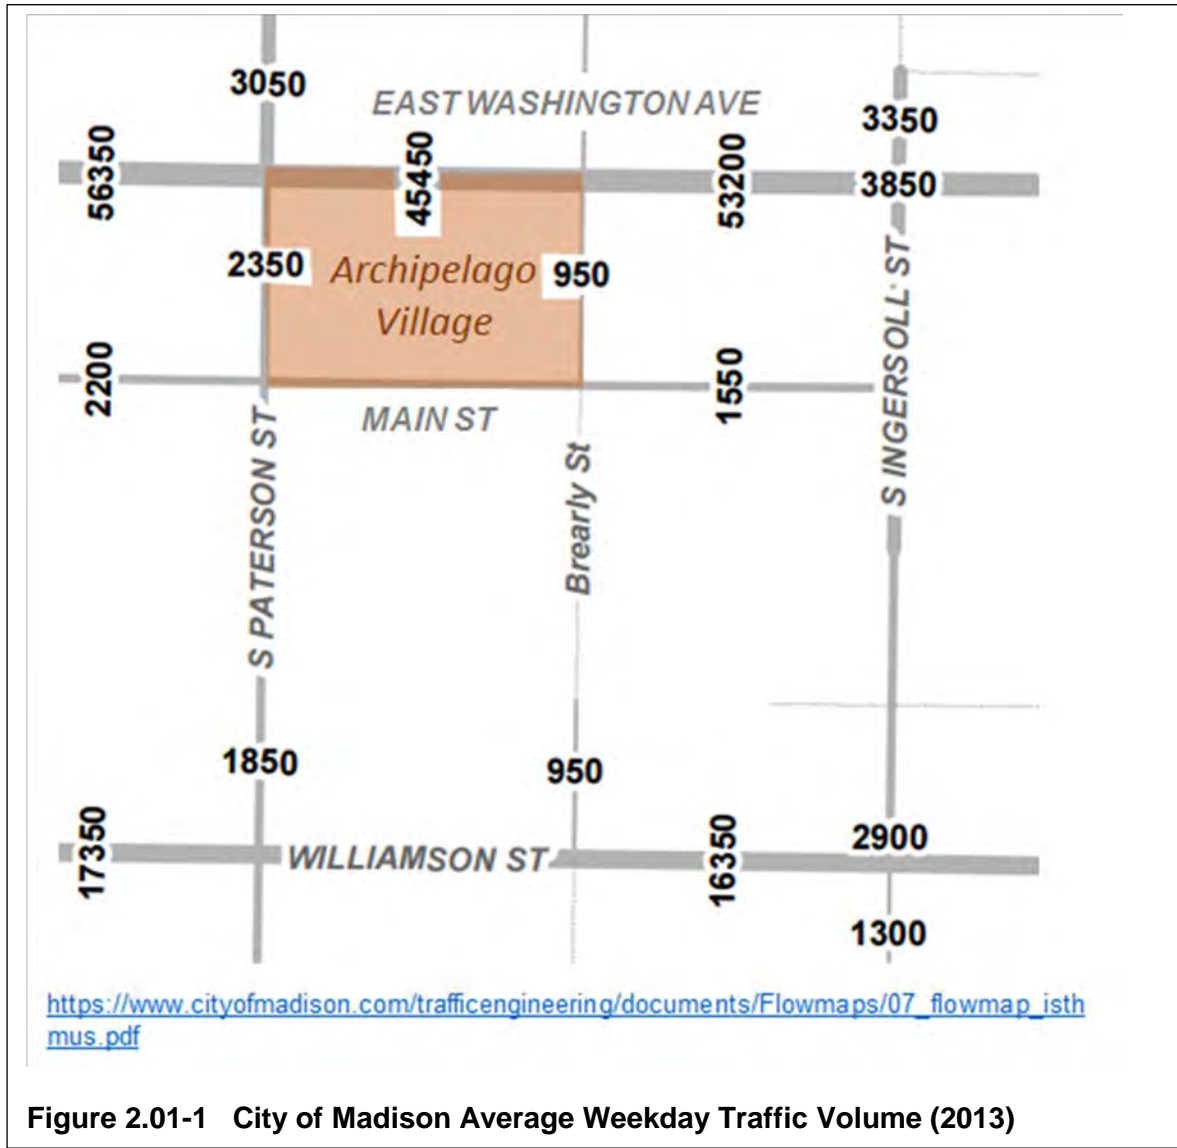 3050
EAST WASHINGTON AVE
3350
56350
45450
53200
3850
2350
Archipelago
Village
950
S INGERSOLL ST
2200
1550
MAIN ST
S PATERSON ST
Brearly St
1850
950
17350
WILLIAMSON ST
16350
2900
1300
https://www.cityofmadison.com/trafficengineering/documents/Flowmaps/07_flowmap_isth
mus.pdf
Figure 2.01-1 City of Madison Average Weekday Traffic Volume (2013)